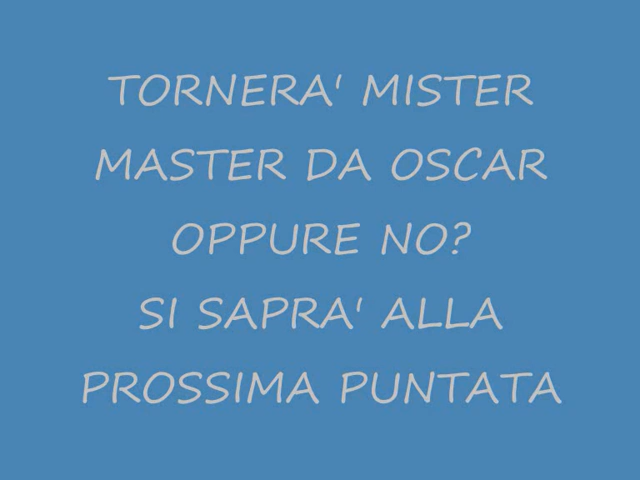 TORNERA' MISTER
MASTER DA OSCAR
OPPURE NO?
SI SAPRA' ALLA
PROSSIMA PUNTATA